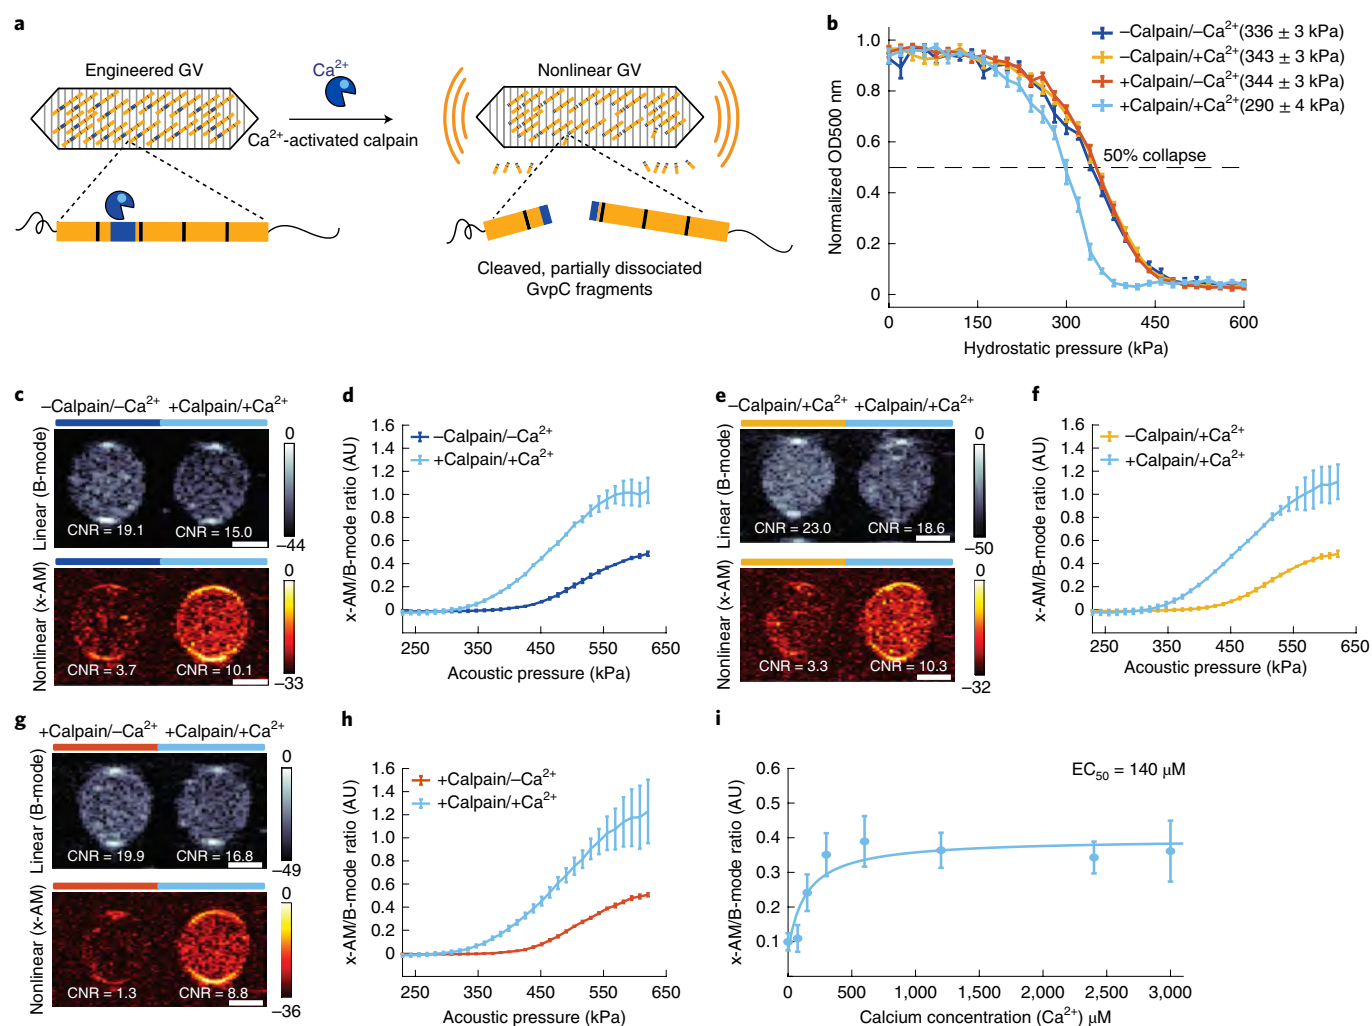 a
Engineered GV
Ca2+
Ca2+-activated calpain
Nonlinear GV
Cleaved, partially dissociated
GvpC fragments
b
Normalized OD500 nm
1.0
0.8
0.6
0.4
0.2
0
0
150
300
450
600
Hydrostatic pressure (kPa)
–Calpain/–Ca2+(336 ± 3 kPa)
–Calpain/+Ca2+(343 ± 3 kPa)
+Calpain/–Ca2+(344 ± 3 kPa)
+Calpain/+Ca2+(290 ± 4 kPa)
50% collapse
c
–Calpain/–Ca2+
+Calpain/+Ca2+
Linear (B-mode)
CNR = 19.1
CNR = 15.0
0
–44
Nonlinear (x-AM)
CNR = 3.7
CNR = 10.1
0
–33
d
x-AM/B-mode ratio (AU)
1.6
1.4
1.2
1.0
0.8
0.6
0.4
0.2
0
–Calpain/–Ca2+
+Calpain/+Ca2+
250
350
450
550
650
Acoustic pressure (kPa)
e
–Calpain/+Ca2+
+Calpain/+Ca2+
Linear (B-mode)
CNR = 23.0
CNR = 18.6
0
–50
Nonlinear (x-AM)
CNR = 3.3
CNR = 10.3
0
–32
f
x-AM/B-mode ratio (AU)
1.6
1.4
1.2
1.0
0.8
0.6
0.4
0.2
0
–Calpain/+Ca2+
+Calpain/+Ca2+
250
350
450
550
650
Acoustic pressure (kPa)
g
+Calpain/–Ca2+
+Calpain/+Ca2+
Linear (B-mode)
CNR = 19.9
CNR = 16.8
0
–49
Nonlinear (x-AM)
CNR = 1.3
CNR = 8.8
0
–36
h
x-AM/B-mode ratio (AU)
1.6
1.4
1.2
1.0
0.8
0.6
0.4
0.2
0
+Calpain/–Ca2+
+Calpain/+Ca2+
250
350
450
550
650
Acoustic pressure (kPa)
i
x-AM/B-mode ratio (AU)
0.6
0.5
0.4
0.3
0.2
0.1
EC50 = 140 μM
0
500
1,000
1,500
2,000
2,500
3,000
Calcium concentration (Ca2+) μM